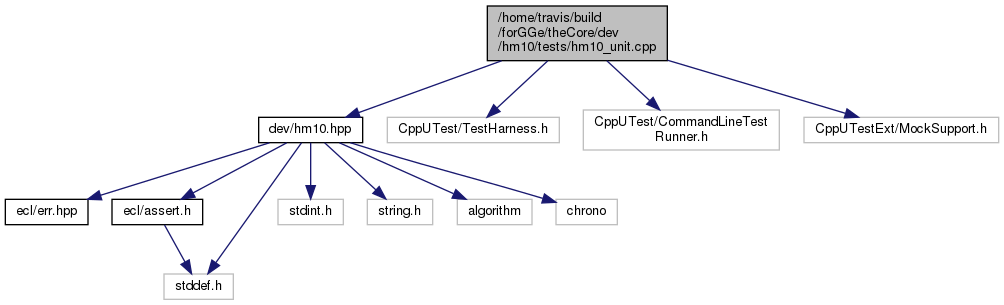 /home/travis/build
/forGGe/theCore/dev
/hm10/tests/hm10_unit.cpp
dev/hm10.hpp
CppUTest/TestHarness.h
CppUTest/CommandLineTest
Runner.h
CppUTestExt/MockSupport.h
ecl/err.hpp
ecl/assert.h
stdint.h
string.h
algorithm
chrono
stddef.h